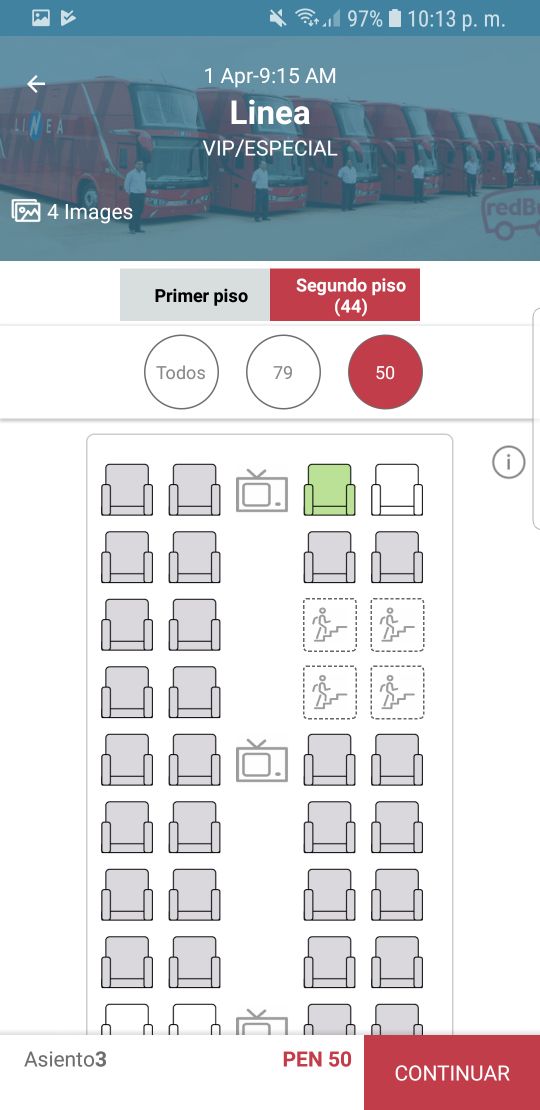 97% 10:13 p. m.
1 Apr-9:15 AM
Linea
VIP/ESPECIAL
LINEA
4 Images
redB
Primer piso
Segundo piso
(44)
Todos
79
50
i
Asiento3
PEN 50
CONTINUAR